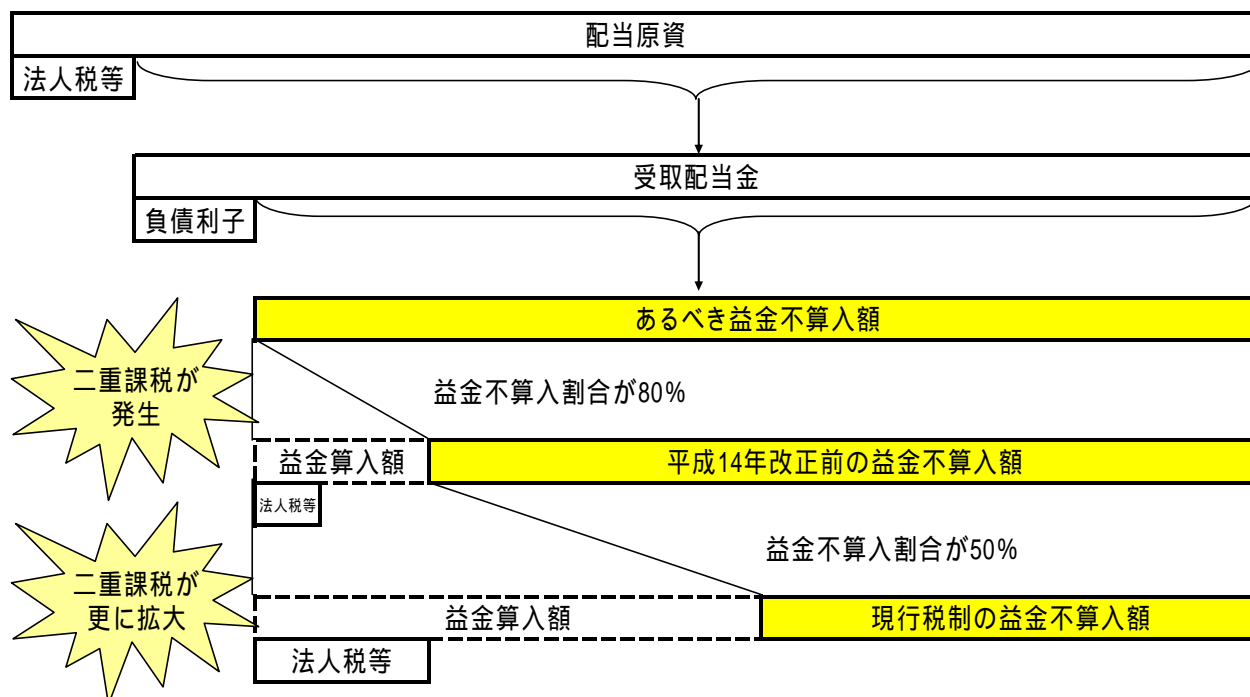 配当原資
法人税等
受取配当金
負債利子
あるべき益金不算入額
二重課税が
発生
益金不算入割合が80%
益金算入額
平成14年改正前の益金不算入額
法人税等
益金不算入割合が50%
二重課税が
更に拡大
益金算入額
現行税制の益金不算入額
法人税等